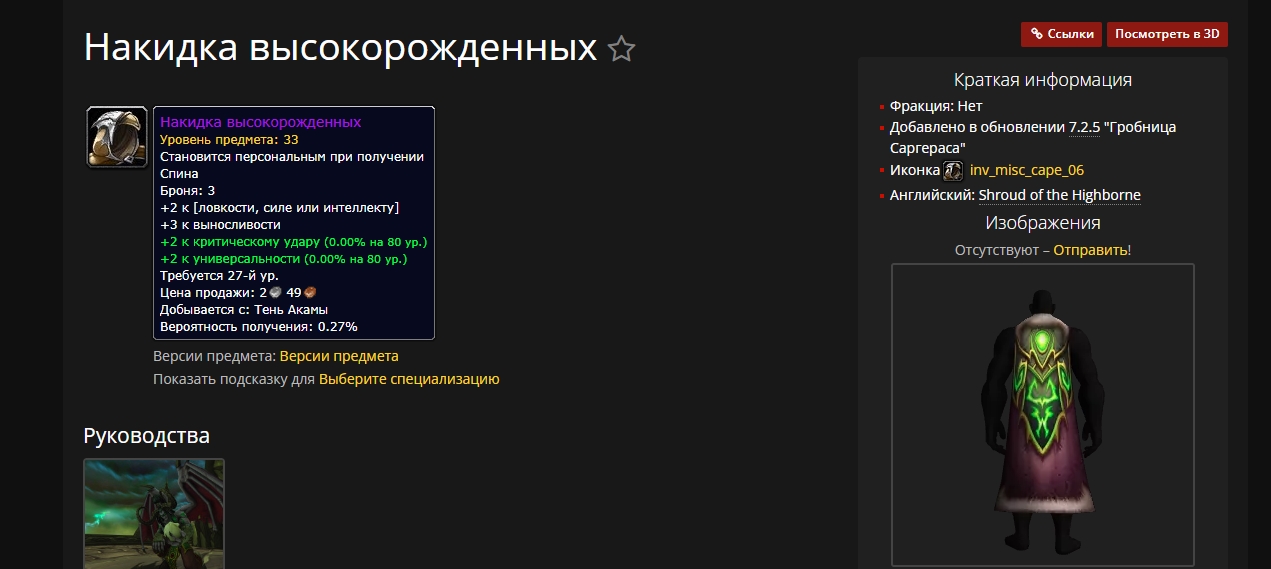 Накидка высокорожденных
Ссылки
Посмотреть в 3D
Накидка высокорожденных
Уровень предмета: 33
Становится персональным при получении
Спина
Броня: 3
+2 к [ловкости, силе или интеллекту]
+3 к выносливости
+2 к критическому удару (0.00% на 80 ур.)
+2 к универсальности (0.00% на 80 ур.)
Требуется 27-й ур.
Цена продажи: 2 49
Добывается с: Тень Акамы
Вероятность получения: 0.27%
Версии предмета: Версии предмета
Показать подсказку для Выберите специализацию
Руководства
Краткая информация
Фракция: Нет
Добавлено в обновлении 7.2.5 "Гробница
Саргераса"
Иконка inv_misc_cape_06
Английский: Shroud of the Highborne
Изображения
Отсутствуют – Отправить!